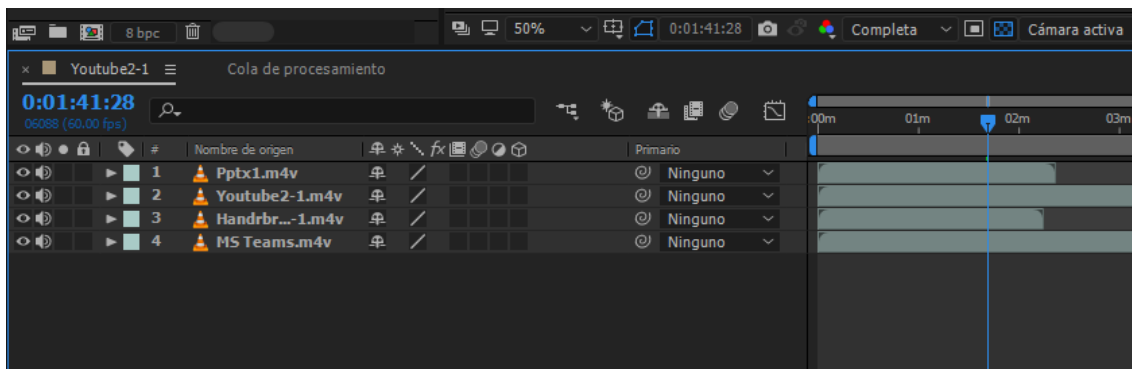 8 bpc 50% 0:01:41:28 Completa Cámara activa
× Youtube2-1 Cola de procesamiento
0:01:41:28
06088 (60.00 fps)
:00m 01m 02m 03m
# Nombre de origen fx Primario
1 Pptx1.m4v Ninguno
2 Youtube2-1.m4v Ninguno
3 Handrbr...-1.m4v Ninguno
4 MS Teams.m4v Ninguno